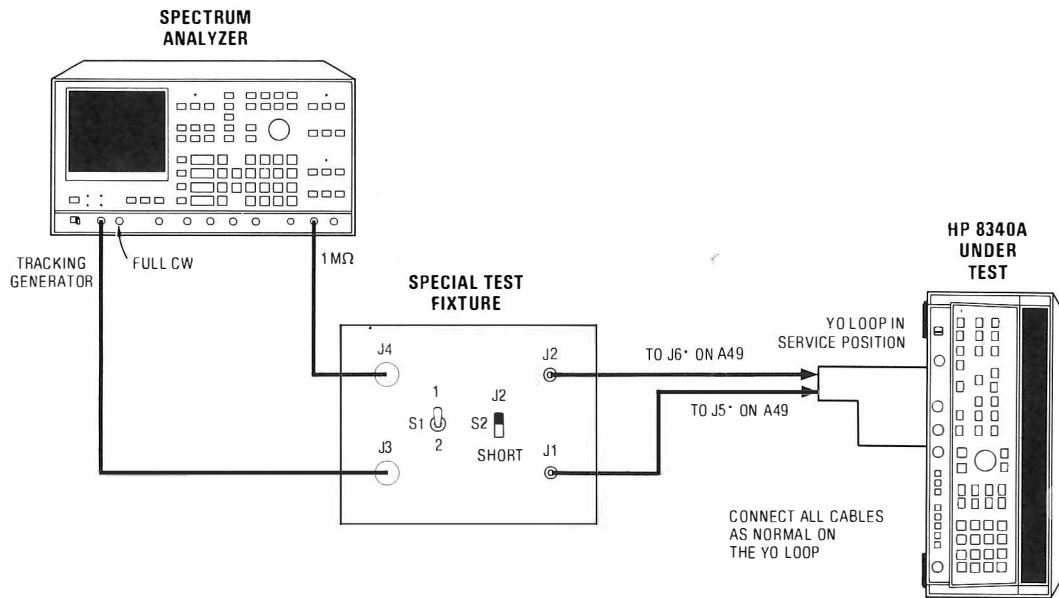 SPECTRUM
ANALYZER
TRACKING
GENERATOR
FULL CW
1MΩ
SPECIAL TEST
FIXTURE
J4
J2
1
S1
2
J2
S2
SHORT
J3
J1
TO J6* ON A49
TO J5* ON A49
YO LOOP IN
SERVICE POSITION
HP 8340A
UNDER
TEST
CONNECT ALL CABLES
AS NORMAL ON
THE YO LOOP